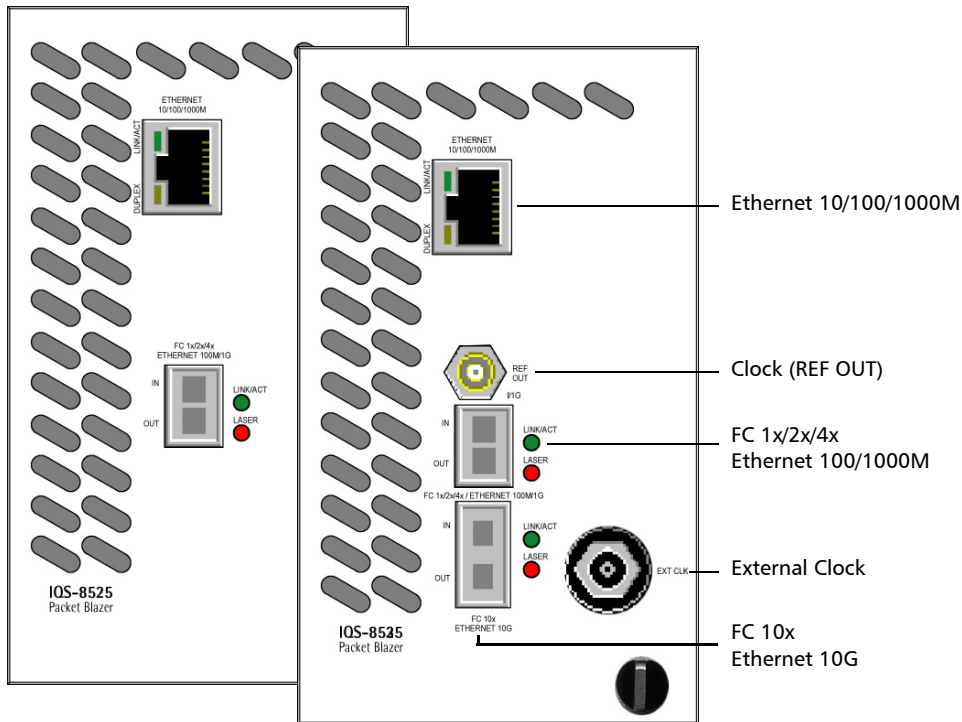 ETHERNET
10/100/1000M
LINK/ACT
DUPLEX
FC 1x/2x/4x
ETHERNET 100M/1G
IN
LINK/ACT
OUT
LASER
IQS-8525
Packet Blazer
ETHERNET
10/100/1000M
LINK/ACT
DUPLEX
Ethernet 10/100/1000M
REF
OUT
Clock (REF OUT)
I/1G
IN
LINK/ACT
OUT
LASER
FC 1x/2x/4x
Ethernet 100/1000M
FC 1x/2x/4x / ETHERNET 100M/1G
IN
LINK/ACT
OUT
LASER
EXT CLK
External Clock
FC 10x
ETHERNET 10G
IQS-8525
Packet Blazer
FC 10x
Ethernet 10G